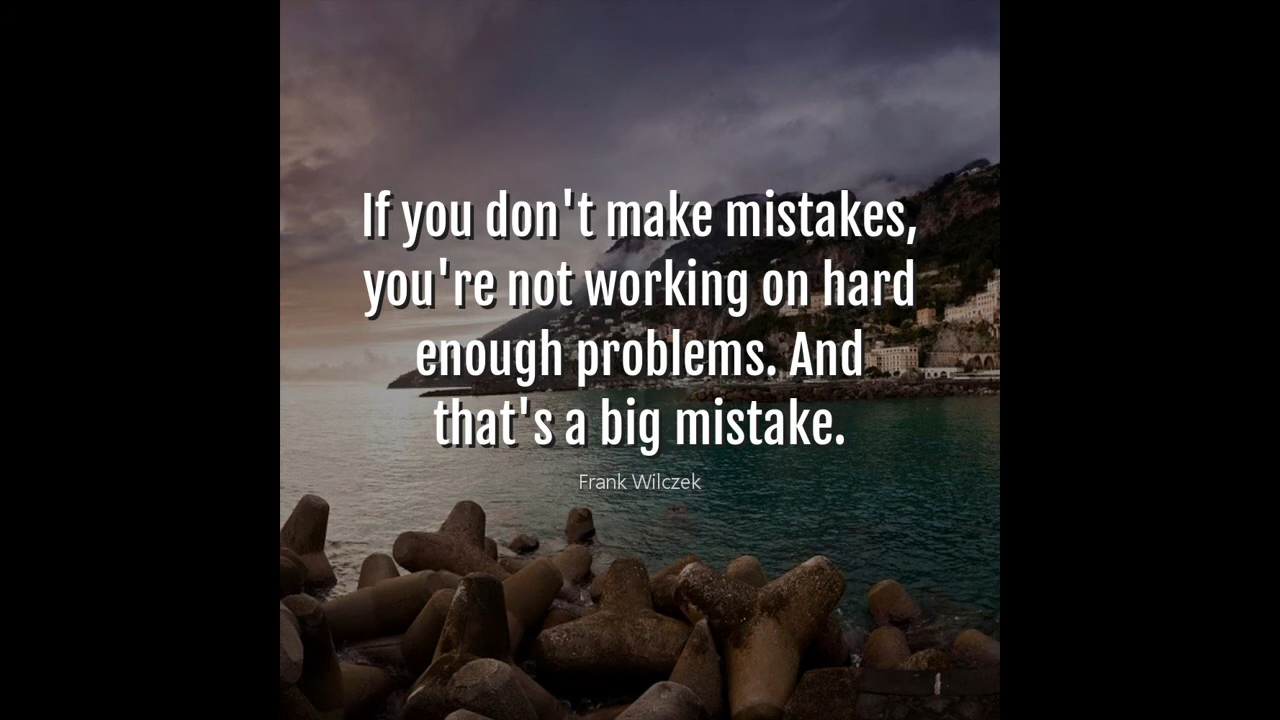 If you don't make mistakes,
you're not working on hard
enough problems. And
that's a big mistake.
Frank Wilczek